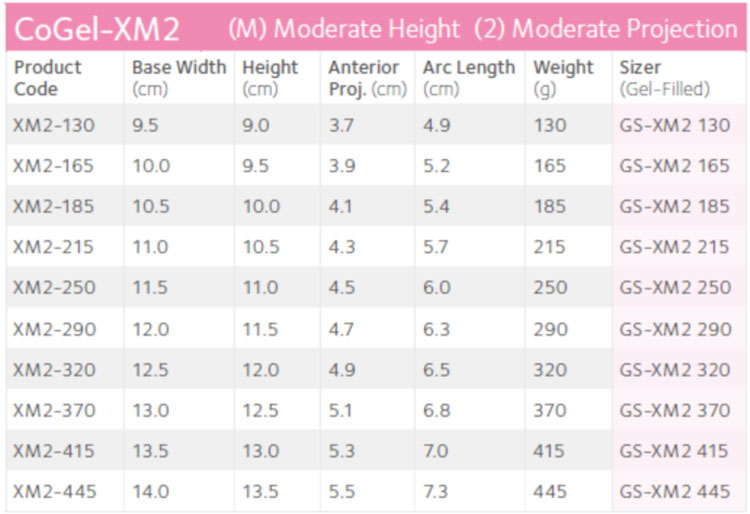 CoGel-XM2 (M) Moderate Height (2) Moderate Projection
Product Code Base Width (cm) Height (cm) Anterior Proj. (cm) Arc Length (cm) Weight (g) Sizer (Gel-Filled)
XM2-130 9.5 9.0 3.7 4.9 130 GS-XM2 130
XM2-165 10.0 9.5 3.9 5.2 165 GS-XM2 165
XM2-185 10.5 10.0 4.1 5.4 185 GS-XM2 185
XM2-215 11.0 10.5 4.3 5.7 215 GS-XM2 215
XM2-250 11.5 11.0 4.5 6.0 250 GS-XM2 250
XM2-290 12.0 11.5 4.7 6.3 290 GS-XM2 290
XM2-320 12.5 12.0 4.9 6.5 320 GS-XM2 320
XM2-370 13.0 12.5 5.1 6.8 370 GS-XM2 370
XM2-415 13.5 13.0 5.3 7.0 415 GS-XM2 415
XM2-445 14.0 13.5 5.5 7.3 445 GS-XM2 445